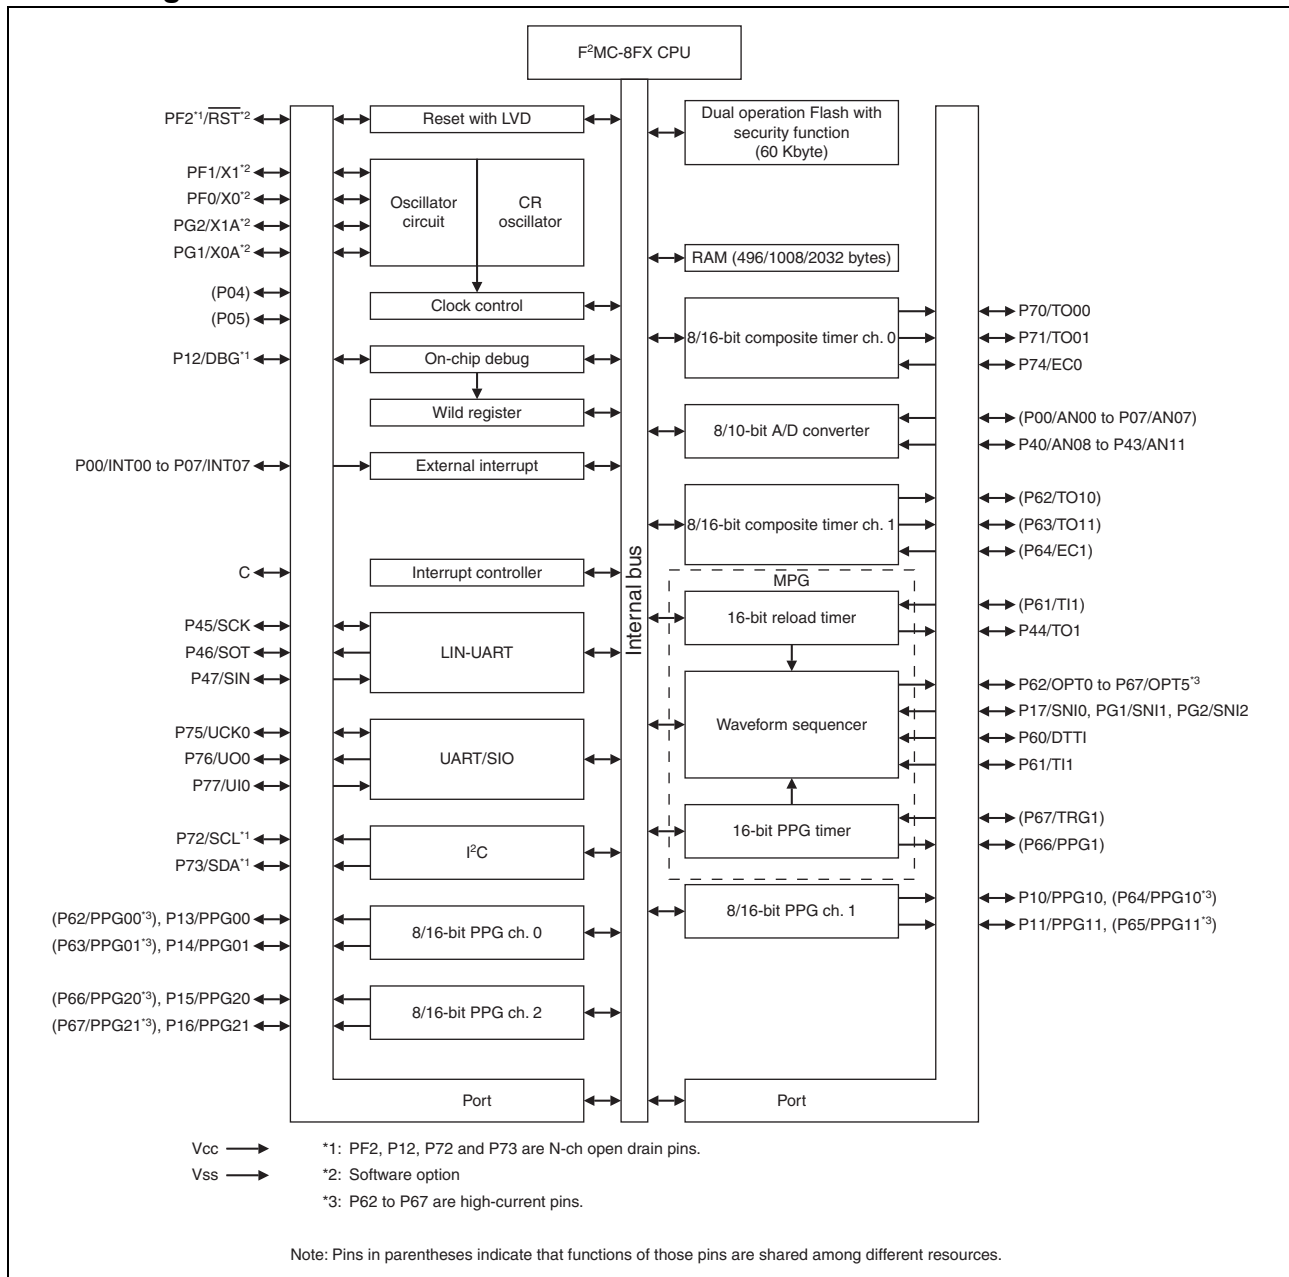 F²MC-8FX CPU
PF2*1/RST*2
Reset with LVD
Dual operation Flash with
security function
(60 Kbyte)
PF1/X1*2
PF0/X0*2
PG2/X1A*2
PG1/X0A*2
Oscillator
circuit
CR
oscillator
RAM (496/1008/2032 bytes)
(P04)
(P05)
Clock control
8/16-bit composite timer ch. 0
P70/TO00
P71/TO01
P74/EC0
P12/DBG*1
On-chip debug
Wild register
8/10-bit A/D converter
(P00/AN00 to P07/AN07)
P40/AN08 to P43/AN11
P00/INT00 to P07/INT07
External interrupt
8/16-bit composite timer ch. 1
(P62/TO10)
(P63/TO11)
(P64/EC1)
C
Interrupt controller
Internal bus
MPG
16-bit reload timer
(P61/TI1)
P44/TO1
P45/SCK
P46/SOT
P47/SIN
LIN-UART
Waveform sequencer
P62/OPT0 to P67/OPT5*3
P17/SNI0, PG1/SNI1, PG2/SNI2
P60/DTTI
P61/TI1
P75/UCK0
P76/UO0
P77/UI0
UART/SIO
16-bit PPG timer
(P67/TRG1)
(P66/PPG1)
P72/SCL*1
P73/SDA*1
I²C
8/16-bit PPG ch. 1
P10/PPG10, (P64/PPG10*3)
P11/PPG11, (P65/PPG11*3)
(P62/PPG00*3), P13/PPG00
(P63/PPG01*3), P14/PPG01
8/16-bit PPG ch. 0
(P66/PPG20*3), P15/PPG20
(P67/PPG21*3), P16/PPG21
8/16-bit PPG ch. 2
Port
Port
Vcc
Vss
*1: PF2, P12, P72 and P73 are N-ch open drain pins.
*2: Software option
*3: P62 to P67 are high-current pins.
Note: Pins in parentheses indicate that functions of those pins are shared among different resources.